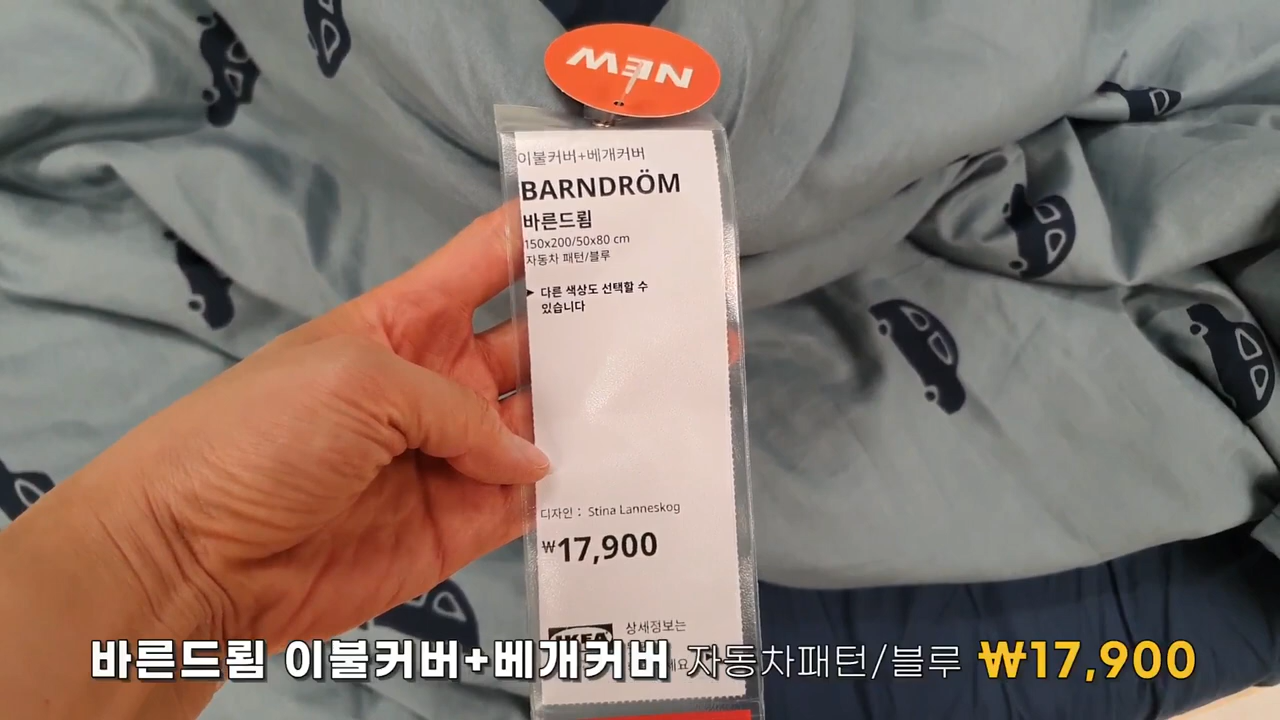 NEW
이불커버+베개커버
BARNDRÖM
바른드룀
150x200/50x80 cm
자동차 패턴/블루
▸ 다른 색상도 선택할 수
있습니다
디자인 : Stina Lanneskog
₩17,900
IKEA
상세정보는
바른드룀 이불커버+베개커버 자동차패턴/블루 ₩17,900